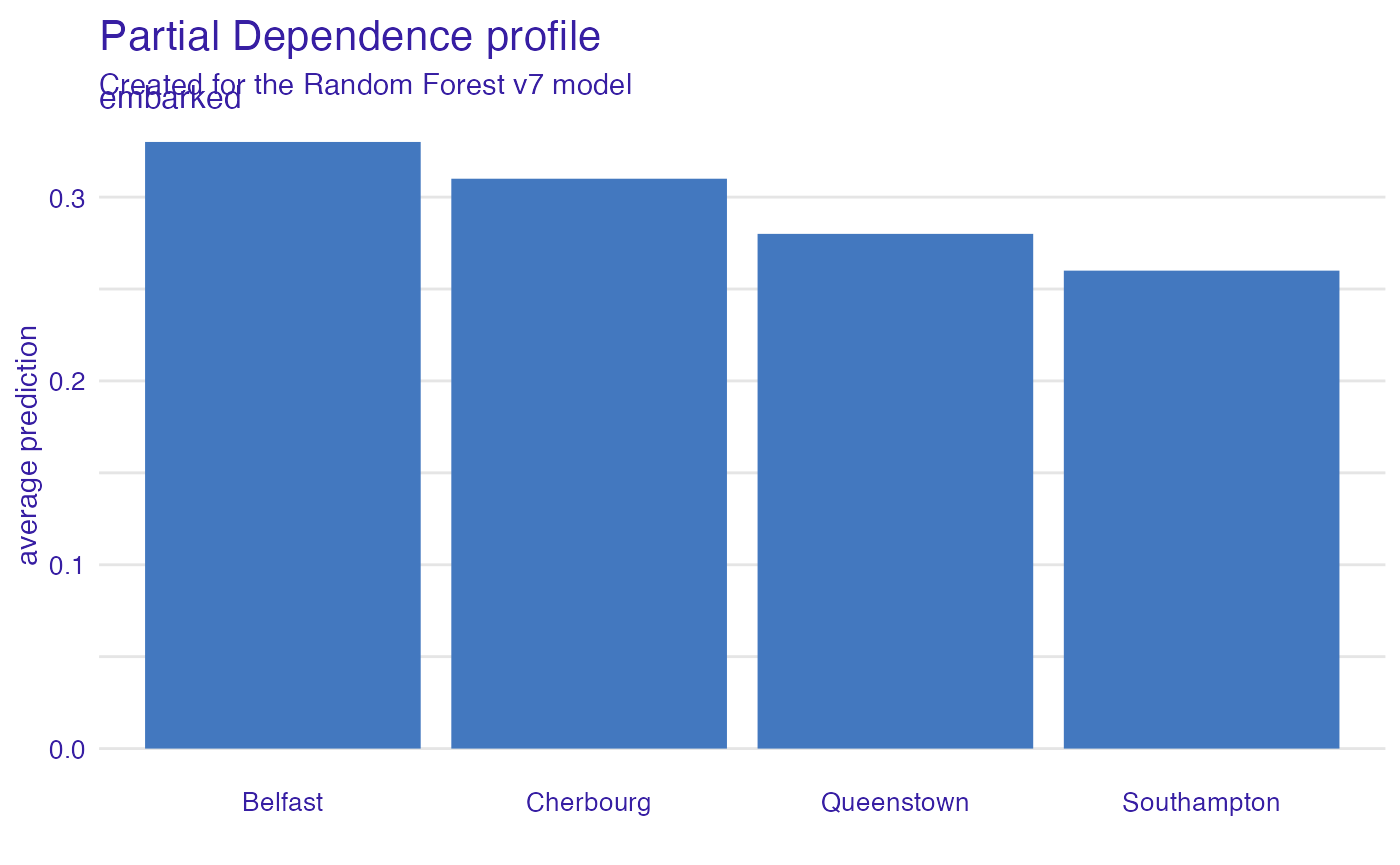 Partial Dependence profile
Created for the Random Forest v7 model
embarked
0.3
0.2
0.1
0.0
average prediction
Belfast
Cherbourg
Queenstown
Southampton